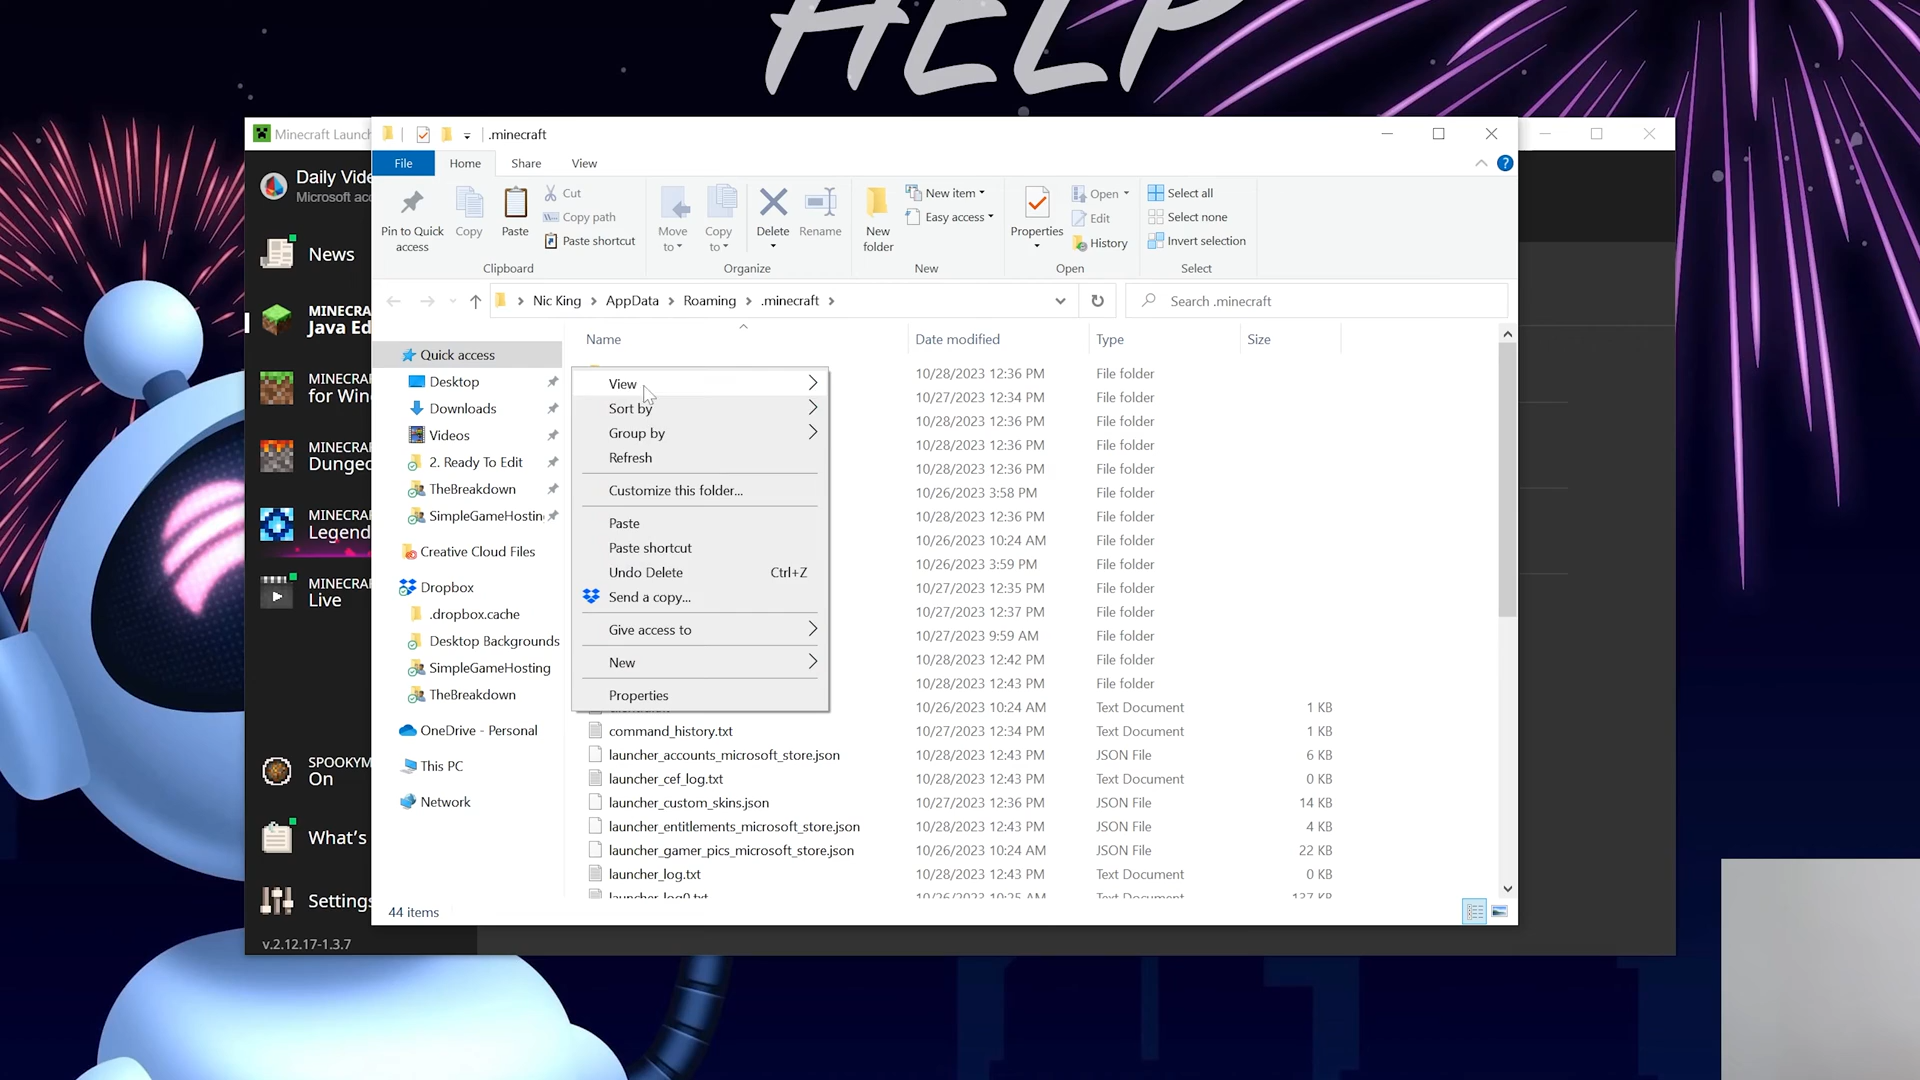 HELP
Minecraft Launch
.minecraft
File
Home
Share
View
Pin to Quick access
Copy
Paste
Cut
Copy path
Paste shortcut
Clipboard
Move to
Copy to
Delete
Rename
Organize
New folder
New item
Easy access
New
Properties
Open
Edit
History
Open
Select all
Select none
Invert selection
Select
Nic King
AppData
Roaming
.minecraft
Search .minecraft
Daily Vide
Microsoft acc
News
MINECRA
Java Ed
MINECRA
for Win
MINECRA
Dunge
MINECRA
Legend
MINECRA
Live
SPOOKYM
On
What's
Settings
v.2.12.17-1.3.7
Quick access
Desktop
Downloads
Videos
2. Ready To Edit
TheBreakdown
SimpleGameHostin
Creative Cloud Files
Dropbox
.dropbox.cache
Desktop Backgrounds
SimpleGameHosting
TheBreakdown
OneDrive - Personal
This PC
Network
Name
Date modified
Type
Size
View
Sort by
Group by
Refresh
Customize this folder...
Paste
Paste shortcut
Undo Delete Ctrl+Z
Send a copy...
Give access to
New
Properties
10/28/2023 12:36 PM File folder
10/27/2023 12:34 PM File folder
10/28/2023 12:36 PM File folder
10/28/2023 12:36 PM File folder
10/28/2023 12:36 PM File folder
10/26/2023 3:58 PM File folder
10/28/2023 12:36 PM File folder
10/26/2023 10:24 AM File folder
10/26/2023 3:59 PM File folder
10/27/2023 12:35 PM File folder
10/27/2023 12:37 PM File folder
10/27/2023 9:59 AM File folder
10/28/2023 12:42 PM File folder
10/28/2023 12:43 PM File folder
10/26/2023 10:24 AM Text Document 1 KB
command_history.txt 10/27/2023 12:34 PM Text Document 1 KB
launcher_accounts_microsoft_store.json 10/28/2023 12:43 PM JSON File 6 KB
launcher_cef_log.txt 10/28/2023 12:43 PM Text Document 0 KB
launcher_custom_skins.json 10/27/2023 12:36 PM JSON File 14 KB
launcher_entitlements_microsoft_store.json 10/28/2023 12:43 PM JSON File 4 KB
launcher_gamer_pics_microsoft_store.json 10/26/2023 10:24 AM JSON File 22 KB
launcher_log.txt 10/28/2023 12:43 PM Text Document 0 KB
launcher_log0.txt 10/26/2023 10:25 AM Text Document 137 KB
44 items